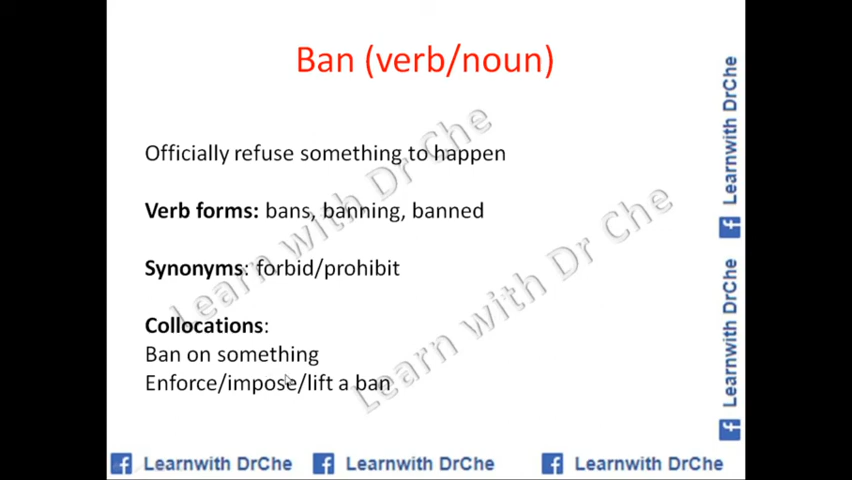 Ban (verb/noun)
Officially refuse something to happen
Verb forms: bans, banning, banned
Synonyms: forbid/prohibit
Collocations:
Ban on something
Enforce/impose/lift a ban
Learn with Dr Che
Learn with Dr Che
Learnwith DrChe
Learnwith DrChe
Learnwith DrChe
Learnwith DrChe
Learnwith DrChe